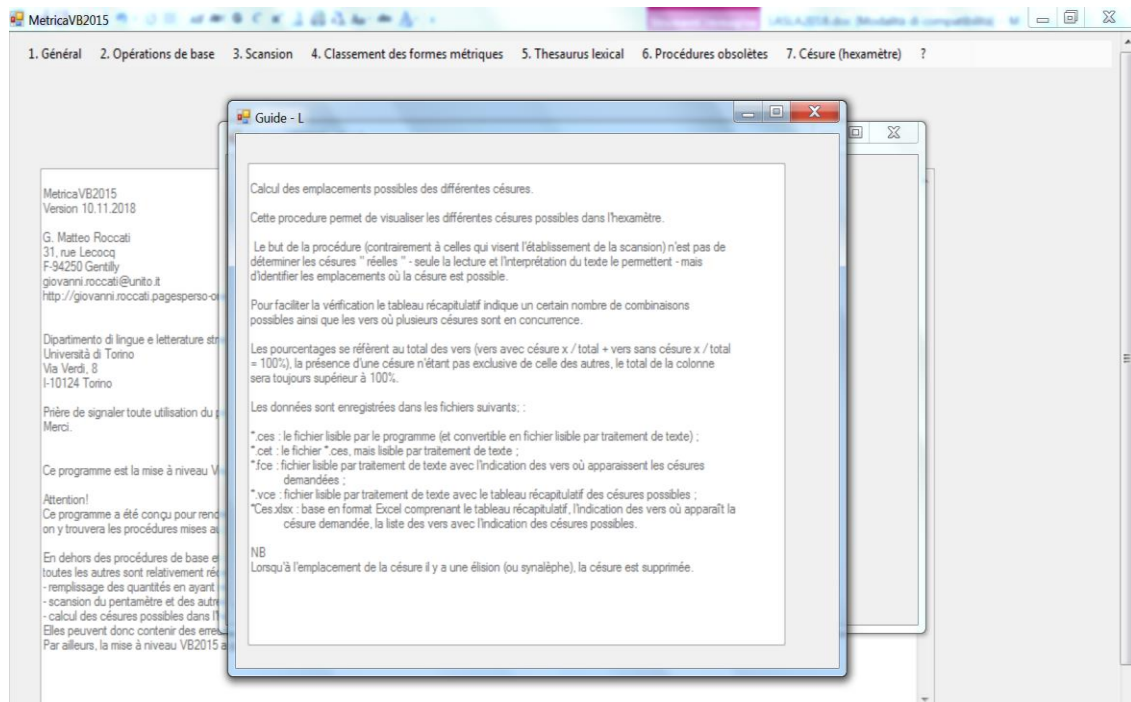 MetricaVB2015
LASLA,2018.doc (Modalità di compatibilità)
1. Général 2. Opérations de base 3. Scansion 4. Classement des formes métriques 5. Thesaurus lexical 6. Procédures obsolètes 7. Césure (hexamètre) ?
Guide - L
MetricaVB2015
Version 10.11.2018
G. Matteo Roccati
31, rue Lecocq
F-94250 Gentilly
giovanni.roccati@unito.it
http://giovanni.roccati.pagesperso-or
Dipartimento di lingue e letterature str
Università di Torino
Via Verdi, 8
I-10124 Torino
Prière de signaler toute utilisation du p
Merci.
Ce programme est la mise à niveau V
Attention!
Ce programme a été conçu pour rend
on y trouvera les procédures mises au
En dehors des procédures de base e
toutes les autres sont relativement réc
- remplissage des quantités en ayant
- scansion du pentamètre et des autre
- calcul des césures possibles dans l'h
Elles peuvent donc contenir des erreu
Par ailleurs, la mise à niveau VB2015 a
Calcul des emplacements possibles des différentes césures.
Cette procedure permet de visualiser les différentes césures possibles dans l'hexamètre.
Le but de la procédure (contrairement à celles qui visent l'établissement de la scansion) n'est pas de
déterminer les césures " réelles " - seule la lecture et l'interprétation du texte le permettent - mais
d'identifier les emplacements où la césure est possible.
Pour faciliter la vérification le tableau récapitulatif indique un certain nombre de combinaisons
possibles ainsi que les vers où plusieurs césures sont en concurrence.
Les pourcentages se réfèrent au total des vers (vers avec césure x / total + vers sans césure x / total
= 100%), la présence d'une césure n'étant pas exclusive de celle des autres, le total de la colonne
sera toujours supérieur à 100%.
Les données sont enregistrées dans les fichiers suivants; :
*.ces : le fichier lisible par le programme (et convertible en fichier lisible par traitement de texte) ;
*.cet : le fichier *.ces, mais lisible par traitement de texte ;
*.fce : fichier lisible par traitement de texte avec l'indication des vers où apparaissent les césures
demandées ;
*.vce : fichier lisible par traitement de texte avec le tableau récapitulatif des césures possibles ;
*Ces.xlsx : base en format Excel comprenant le tableau récapitulatif, l'indication des vers où apparaît la
césure demandée, la liste des vers avec l'indication des césures possibles.
NB
Lorsqu'à l'emplacement de la césure il y a une élision (ou synalèphe), la césure est supprimée.